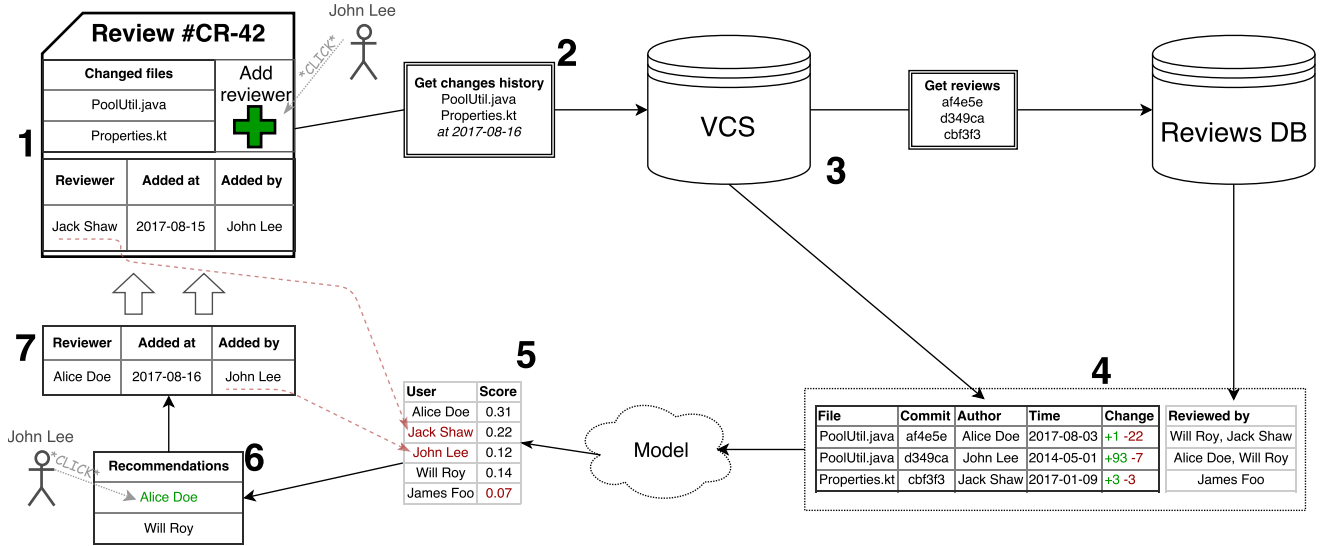 John Lee
Review #CR-42
*CLICK*
Changed files
Add reviewer
PoolUtil.java
Properties.kt
1
Reviewer Added at Added by
Jack Shaw 2017-08-15 John Lee
2
Get changes history
PoolUtil.java
Properties.kt
at 2017-08-16
VCS
3
Get reviews
af4e5e
d349ca
cbf3f3
Reviews DB
4
File Commit Author Time Change Reviewed by
PoolUtil.java af4e5e Alice Doe 2017-08-03 +1 -22 Will Roy, Jack Shaw
PoolUtil.java d349ca John Lee 2014-05-01 +93 -7 Alice Doe, Will Roy
Properties.kt cbf3f3 Jack Shaw 2017-01-09 +3 -3 James Foo
Model
5
User Score
Alice Doe 0.31
Jack Shaw 0.22
John Lee 0.12
Will Roy 0.14
James Foo 0.07
6
John Lee
*CLICK*
Recommendations
Alice Doe
Will Roy
7
Reviewer Added at Added by
Alice Doe 2017-08-16 John Lee